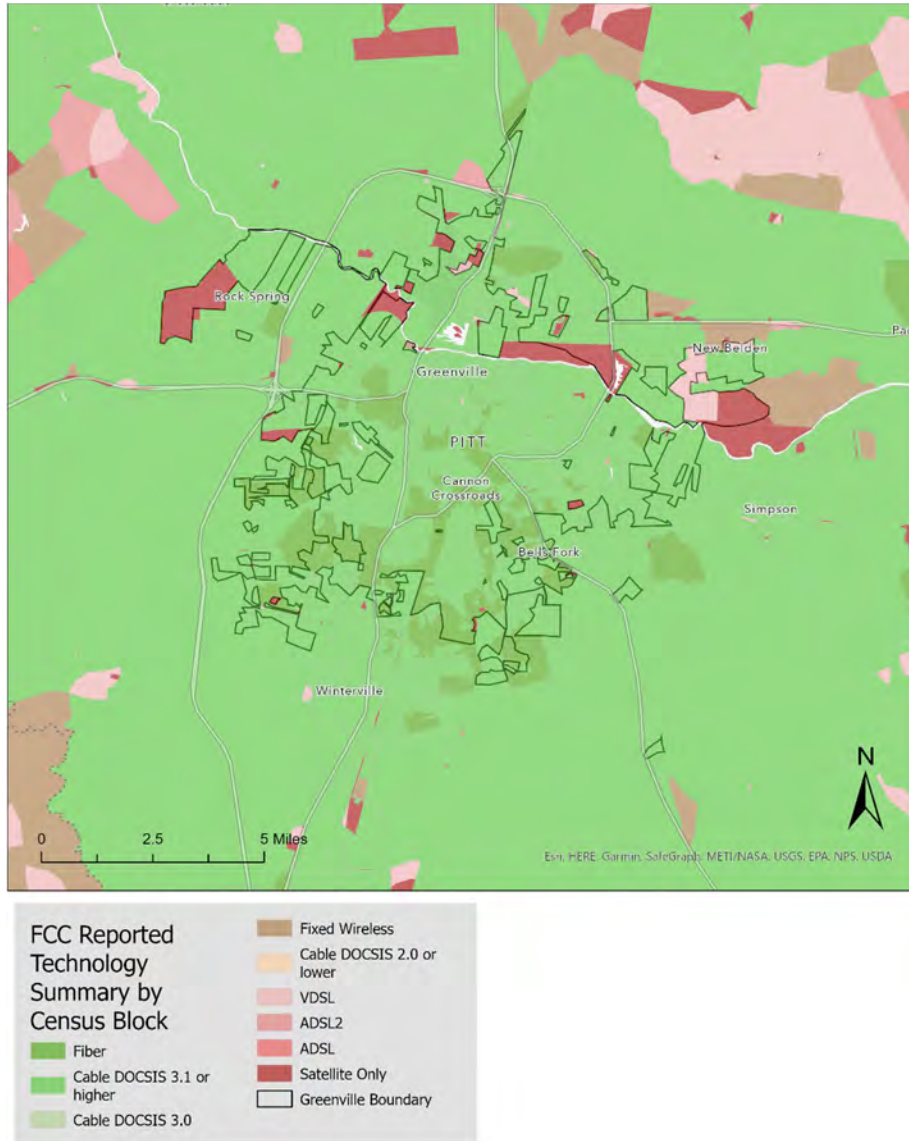 Rock Spring
New Belden
Greenville
PITT
Cannon
Crossroads
Simpson
Bells Fork
Winterville
N
0 2.5 5 Miles
Esri, HERE, Garmin, SafeGraph, METI/NASA, USGS, EPA, NPS, USDA
FCC Reported
Technology
Summary by
Census Block
Fiber
Cable DOCSIS 3.1 or
higher
Cable DOCSIS 3.0
Fixed Wireless
Cable DOCSIS 2.0 or
lower
VDSL
ADSL2
ADSL
Satellite Only
Greenville Boundary